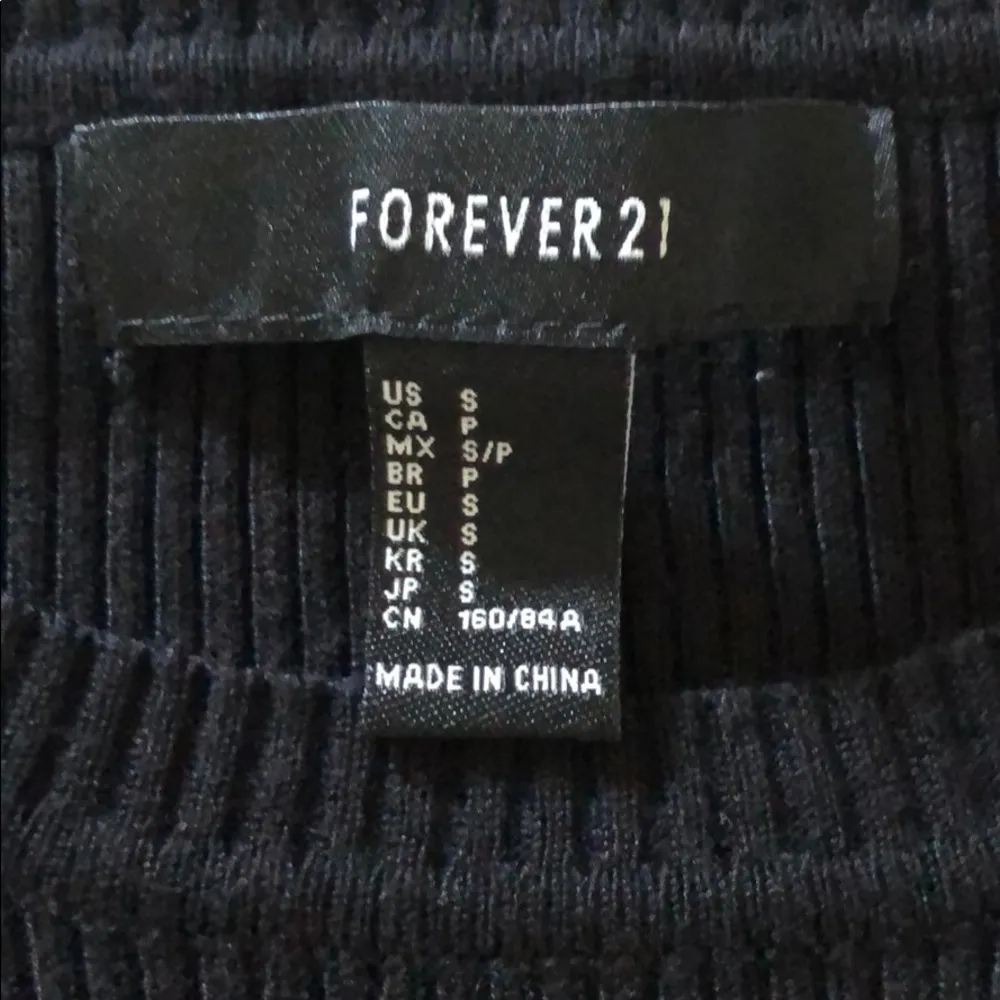 FOREVER 21
US S
CA P
MX S/P
BR P
EU S
UK S
KR S
JP S
CN 160/84A
MADE IN CHINA